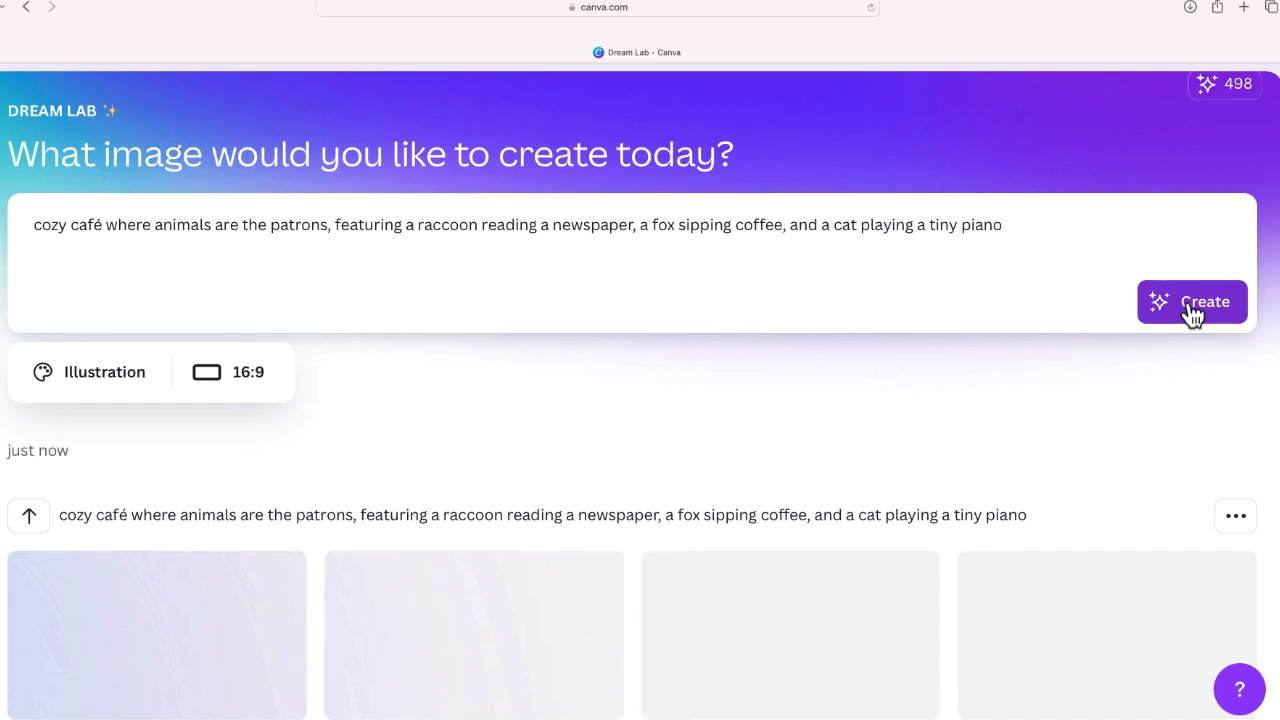 canva.com
Dream Lab - Canva
498
DREAM LAB
What image would you like to create today?
cozy café where animals are the patrons, featuring a raccoon reading a newspaper, a fox sipping coffee, and a cat playing a tiny piano
Create
Illustration
16:9
just now
cozy café where animals are the patrons, featuring a raccoon reading a newspaper, a fox sipping coffee, and a cat playing a tiny piano
?